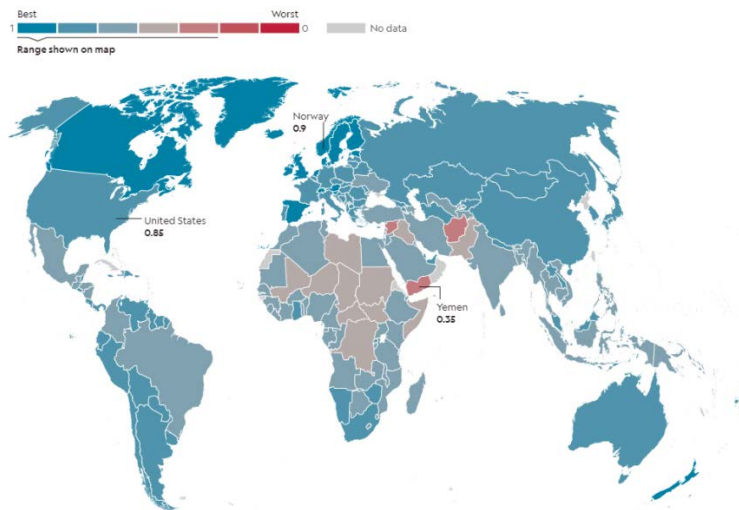 Best
Worst
1
0
No data
Range shown on map
Norway
0.9
United States
0.85
Yemen
0.35